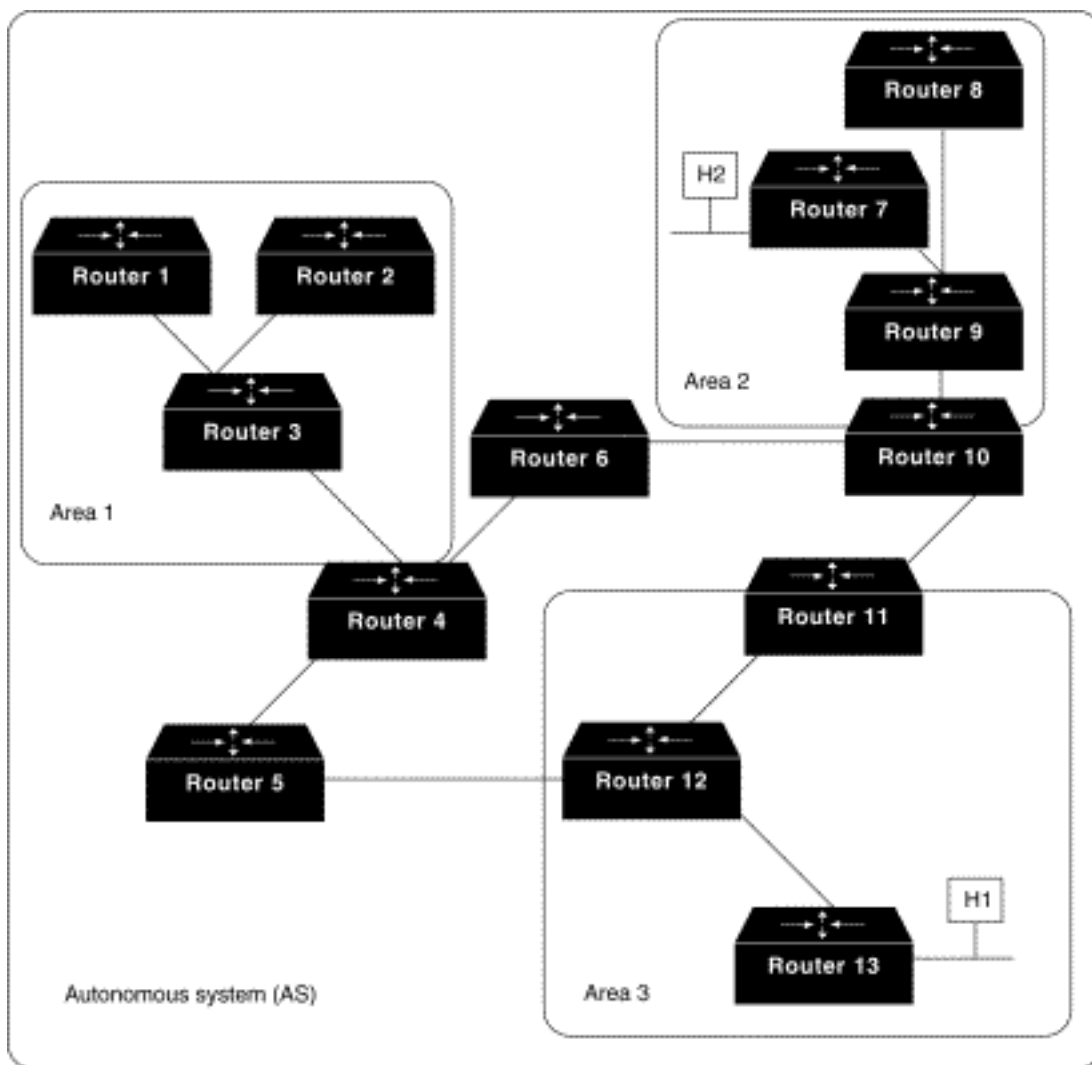 Router 8
H2
Router 7
Router 1
Router 2
Router 9
Area 2
Router 3
Router 6
Router 10
Area 1
Router 4
Router 11
Router 5
Router 12
H1
Router 13
Autonomous system (AS)
Area 3